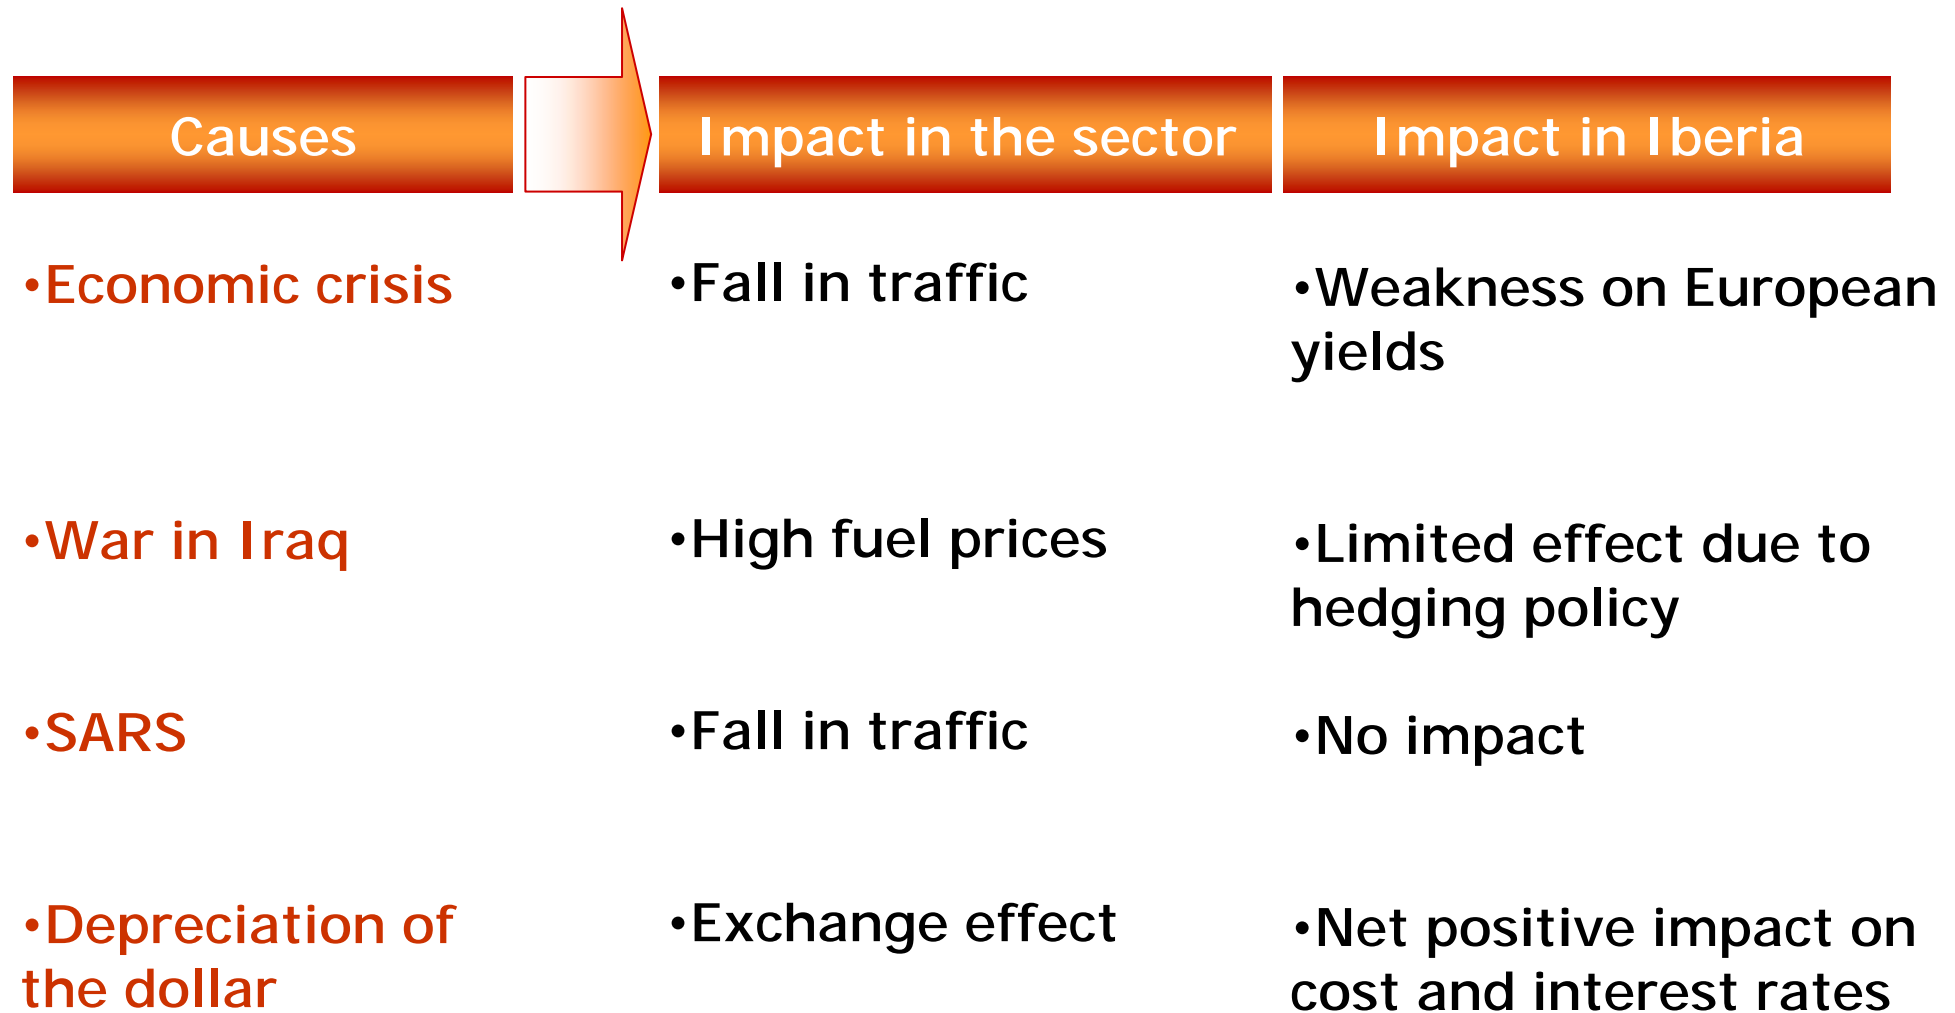 Causes
Impact in the sector
Impact in Iberia
•Economic crisis
•Fall in traffic
•Weakness on European
yields
•War in Iraq
•High fuel prices
•Limited effect due to
hedging policy
•SARS
•Fall in traffic
•No impact
•Depreciation of
the dollar
•Exchange effect
•Net positive impact on
cost and interest rates